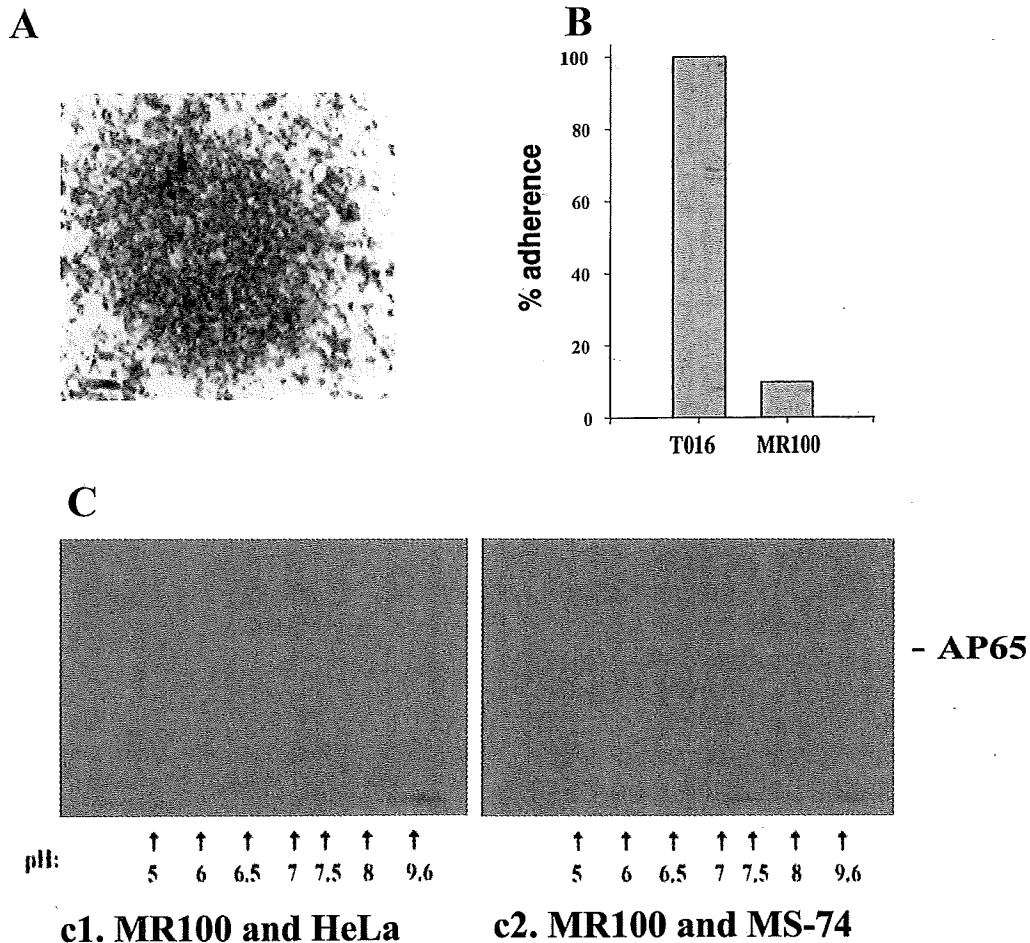 A
B
100
80
60
40
20
0
% adherence
T016 MR100
C
- AP65
pH: 5 6 6.5 7 7.5 8 9.6
5 6 6.5 7 7.5 8 9.6
c1. MR100 and HeLa
c2. MR100 and MS-74